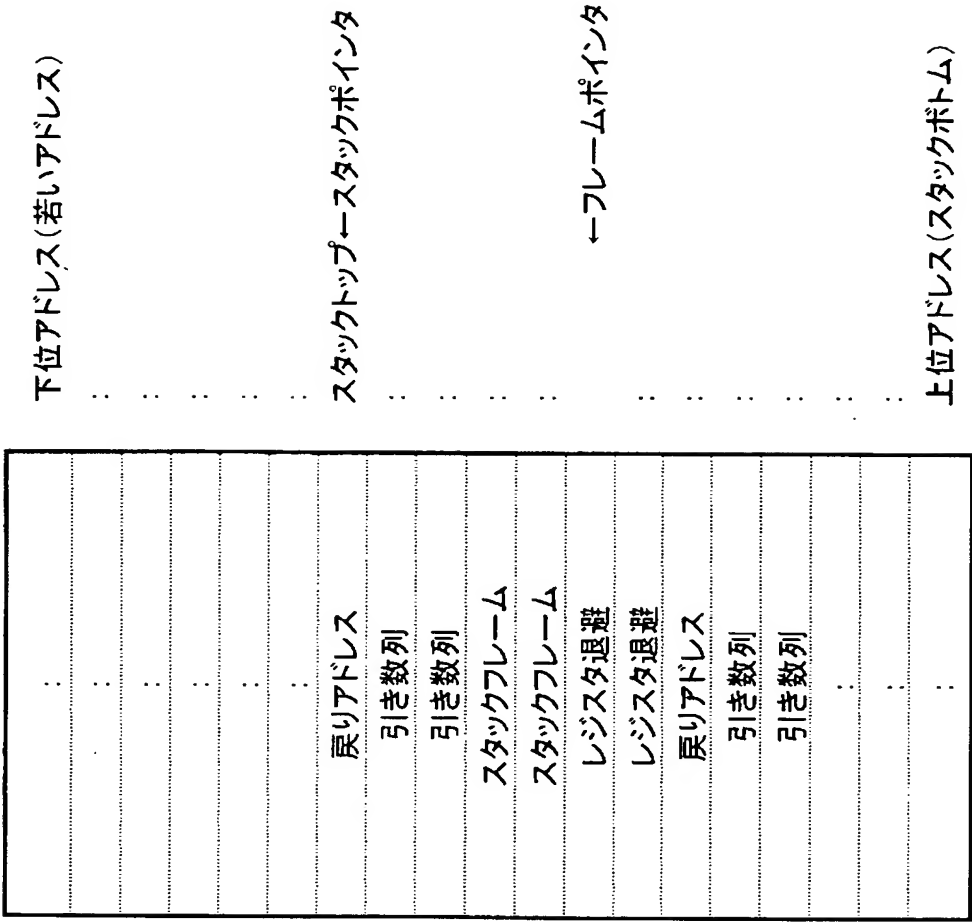 : 下位アドレス(若いアドレス)
: :
: :
: :
: :
: :
戻りアドレス スタックトップ←スタックポインタ
引き数列 :
引き数列 :
スタックフレーム :
スタックフレーム :
レジスタ退避 ←フレームポインタ
レジスタ退避 :
戻りアドレス :
引き数列 :
引き数列 :
: :
: :
: 上位アドレス(スタックボトム)